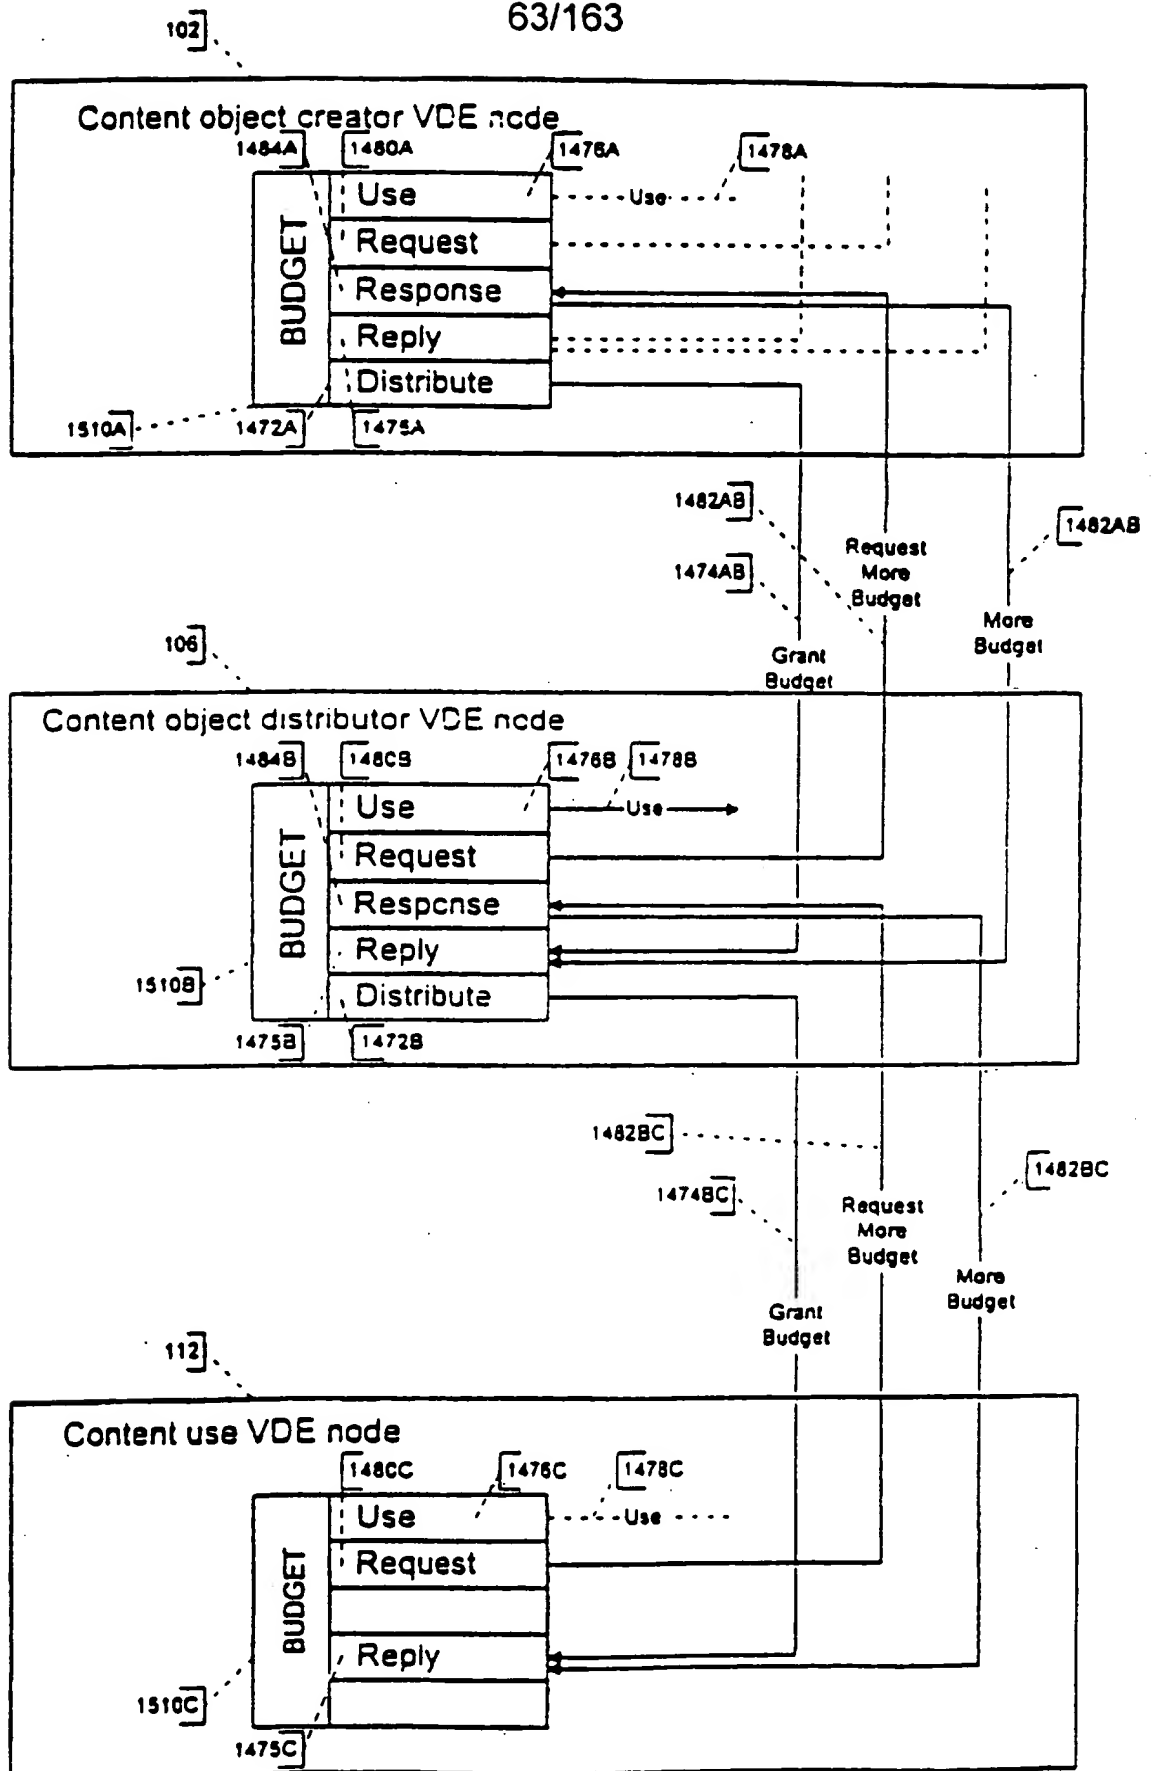 63/163
102
Content object creator VDE node
1484A
1480A
1476A
1478A
BUDGET
Use
Use
Request
Response
Reply
Distribute
1510A
1472A
1475A
1482AB
1482AB
1474AB
Request
More
Budget
More
Budget
Grant
Budget
106
Content object distributor VDE node
1484B
1480B
1476B
1478B
BUDGET
Use
Use
Request
Response
Reply
Distribute
1510B
1475B
1472B
1482BC
1482BC
1474BC
Request
More
Budget
More
Budget
Grant
Budget
112
Content use VDE node
1480C
1476C
1478C
BUDGET
Use
Use
Request
Reply
1510C
1475C